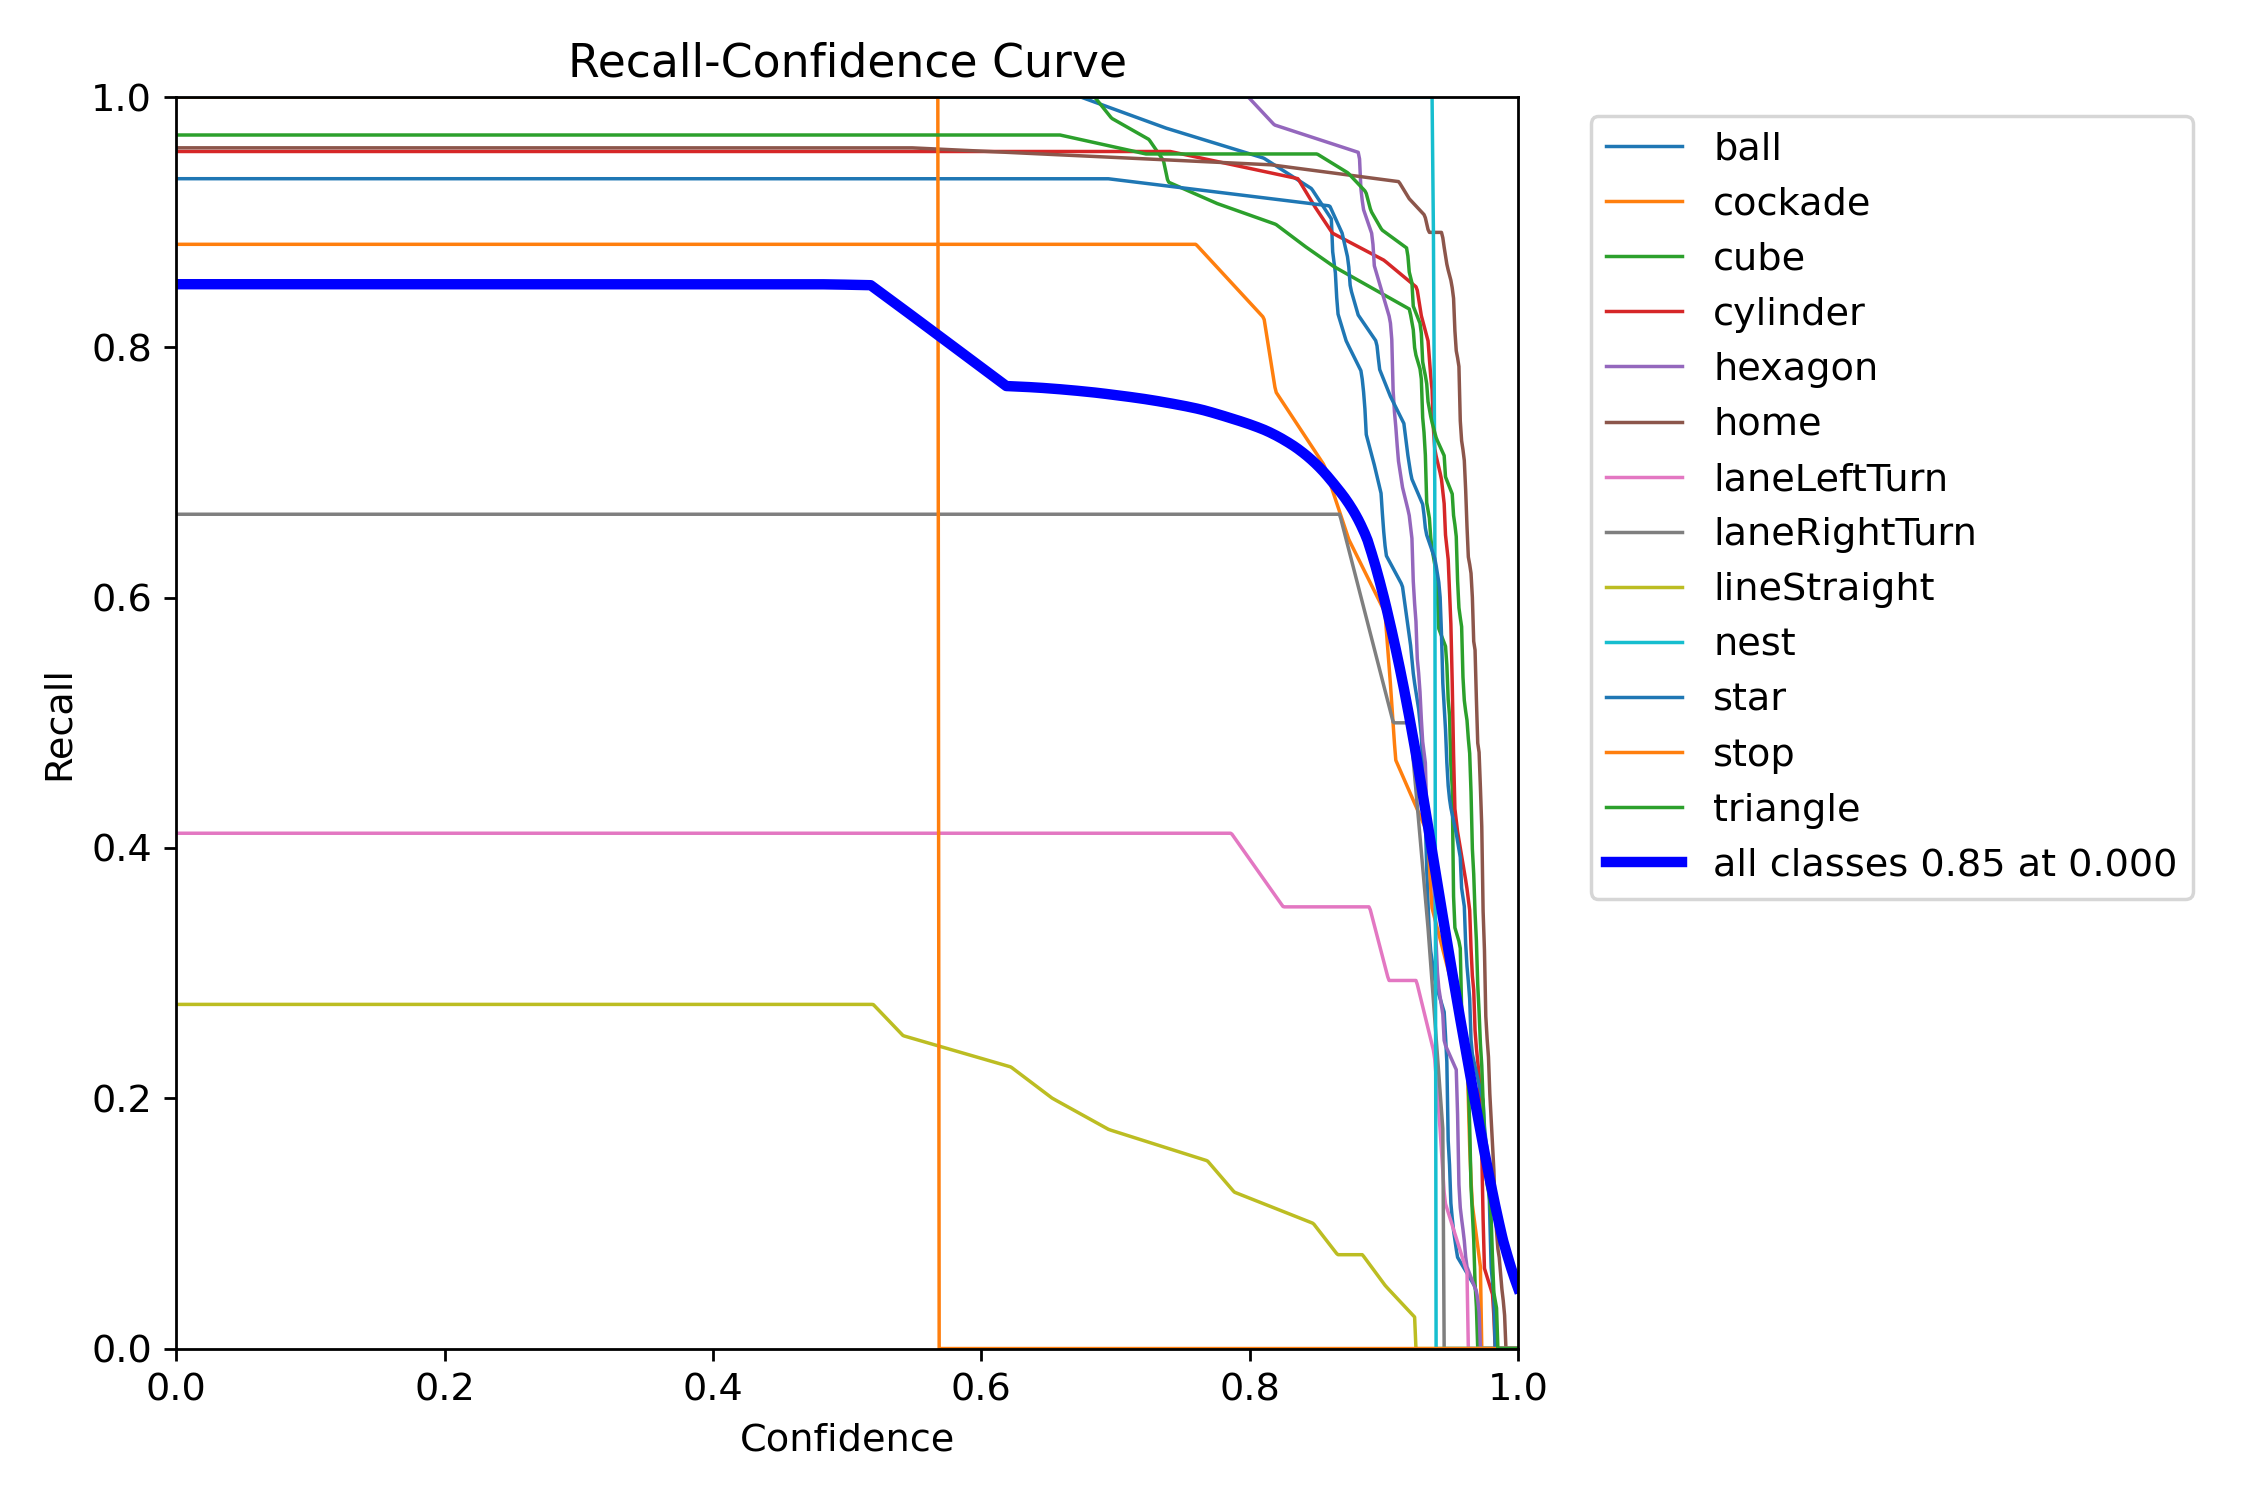 Recall-Confidence Curve
1.0
0.8
0.6
0.4
0.2
0.0
Recall
0.0 0.2 0.4 0.6 0.8 1.0
Confidence
ball
cockade
cube
cylinder
hexagon
home
laneLeftTurn
laneRightTurn
lineStraight
nest
star
stop
triangle
all classes 0.85 at 0.000